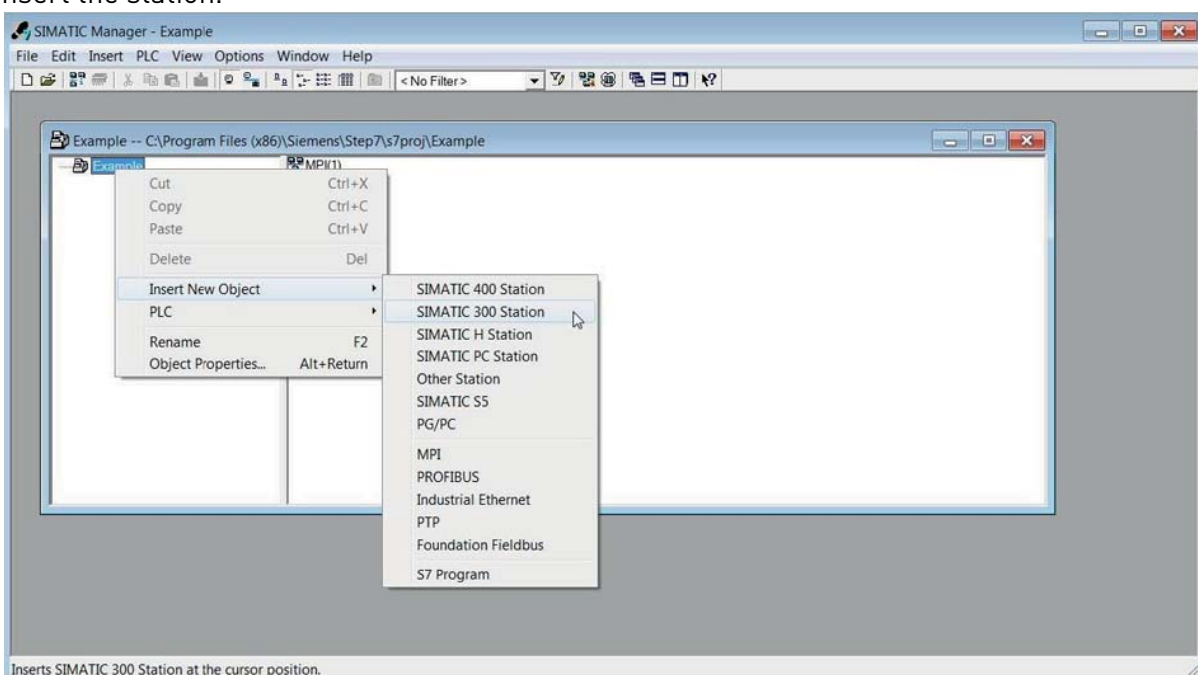 insert the station.
SIMATIC Manager - Example
File Edit Insert PLC View Options Window Help
< No Filter >
Example -- C:\Program Files (x86)\Siemens\Step7\s7proj\Example
Example
MPI(1)
Cut Ctrl+X
Copy Ctrl+C
Paste Ctrl+V
Delete Del
Insert New Object
PLC
Rename F2
Object Properties... Alt+Return
SIMATIC 400 Station
SIMATIC 300 Station
SIMATIC H Station
SIMATIC PC Station
Other Station
SIMATIC S5
PG/PC
MPI
PROFIBUS
Industrial Ethernet
PTP
Foundation Fieldbus
S7 Program
Inserts SIMATIC 300 Station at the cursor position.